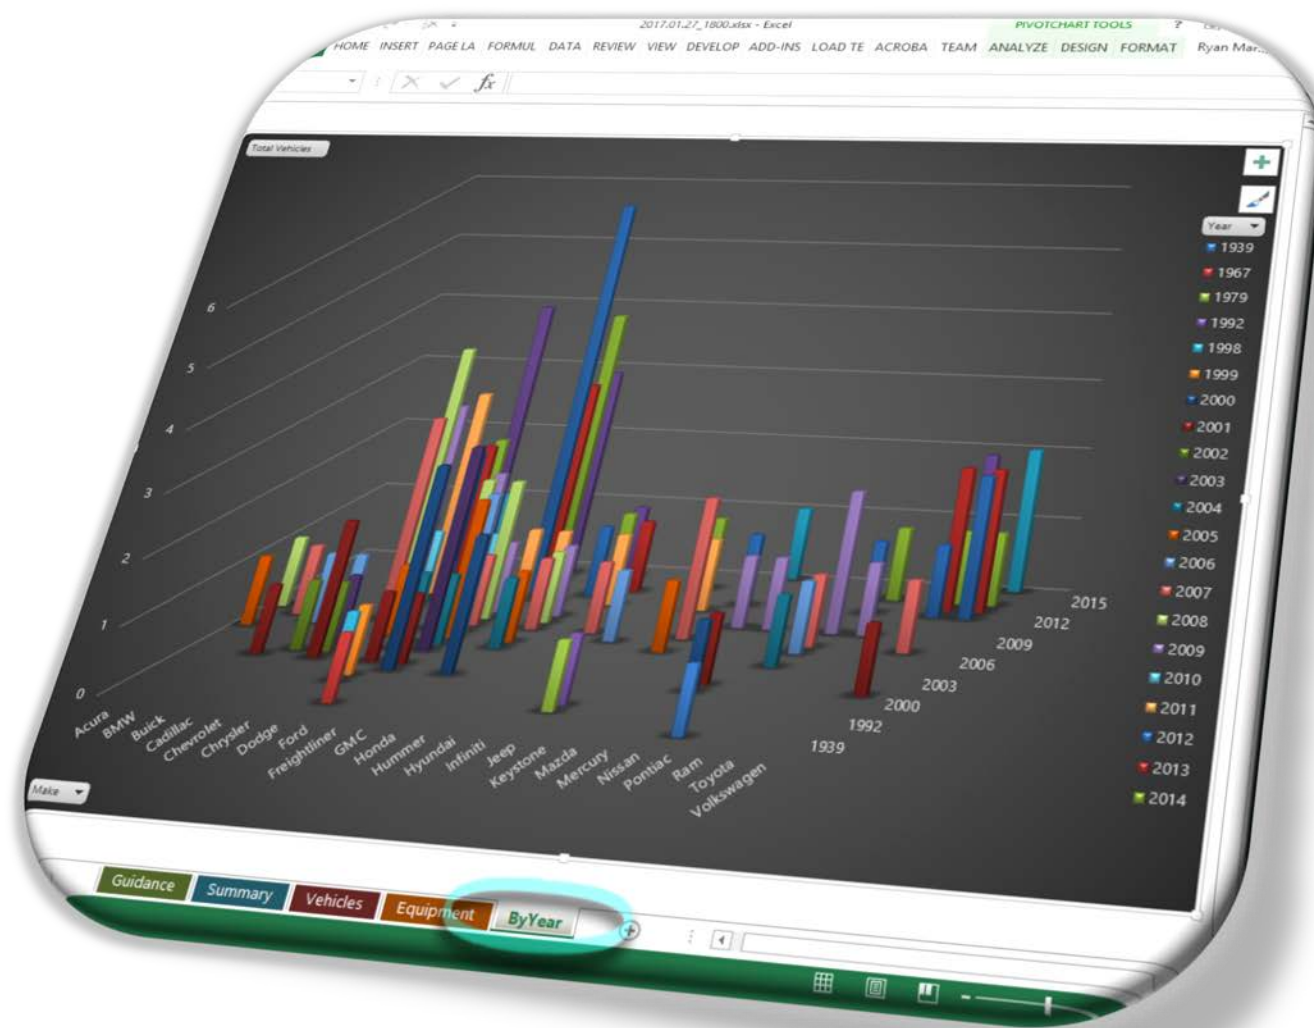 2017.01.27_1800.xlsx - Excel
PIVOTCHART TOOLS
?
HOME INSERT PAGE LA FORMUL DATA REVIEW VIEW DEVELOP ADD-INS LOAD TE ACROBA TEAM ANALYZE DESIGN FORMAT Ryan Mar...
fx
Total Vehicles
Year
1939
1967
1979
1992
1998
1999
2000
2001
2002
2003
2004
2005
2006
2007
2008
2009
2010
2011
2012
2013
2014
6
5
4
3
2
1
0
Acura
BMW
Buick
Cadillac
Chevrolet
Chrysler
Dodge
Ford
Freightliner
GMC
Honda
Hummer
Hyundai
Infiniti
Jeep
Keystone
Mazda
Mercury
Nissan
Pontiac
Ram
Toyota
Volkswagen
1939
1992
2000
2003
2006
2009
2012
2015
Make
Guidance Summary Vehicles Equipment ByYear